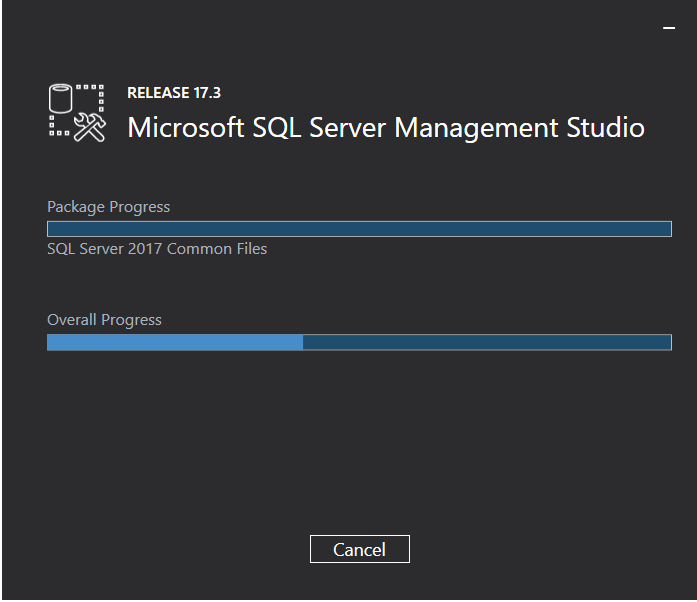 RELEASE 17.3
Microsoft SQL Server Management Studio
Package Progress
SQL Server 2017 Common Files
Overall Progress
Cancel